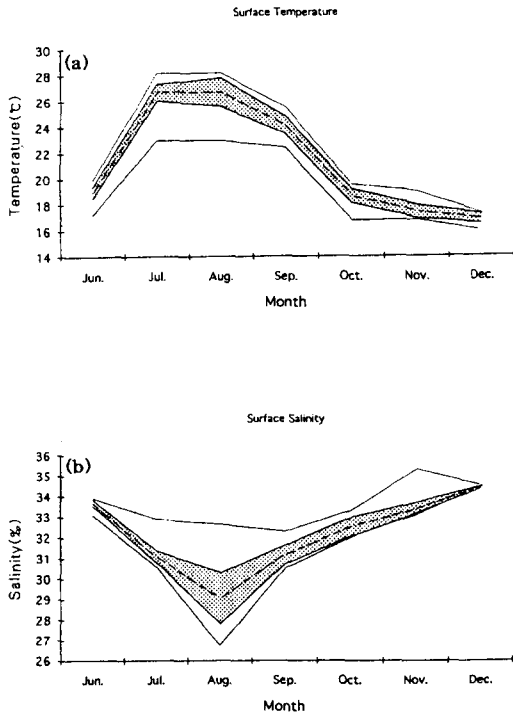 Surface Temperature
(a)
30
28
26
24
22
20
18
16
14
Temperature(℃)
Jun. Jul. Aug. Sep. Oct. Nov. Dec.
Month
Surface Salinity
(b)
36
35
34
33
32
31
30
29
28
27
26
Salinity(‰)
Jun. Jul. Aug. Sep. Oct. Nov. Dec.
Month